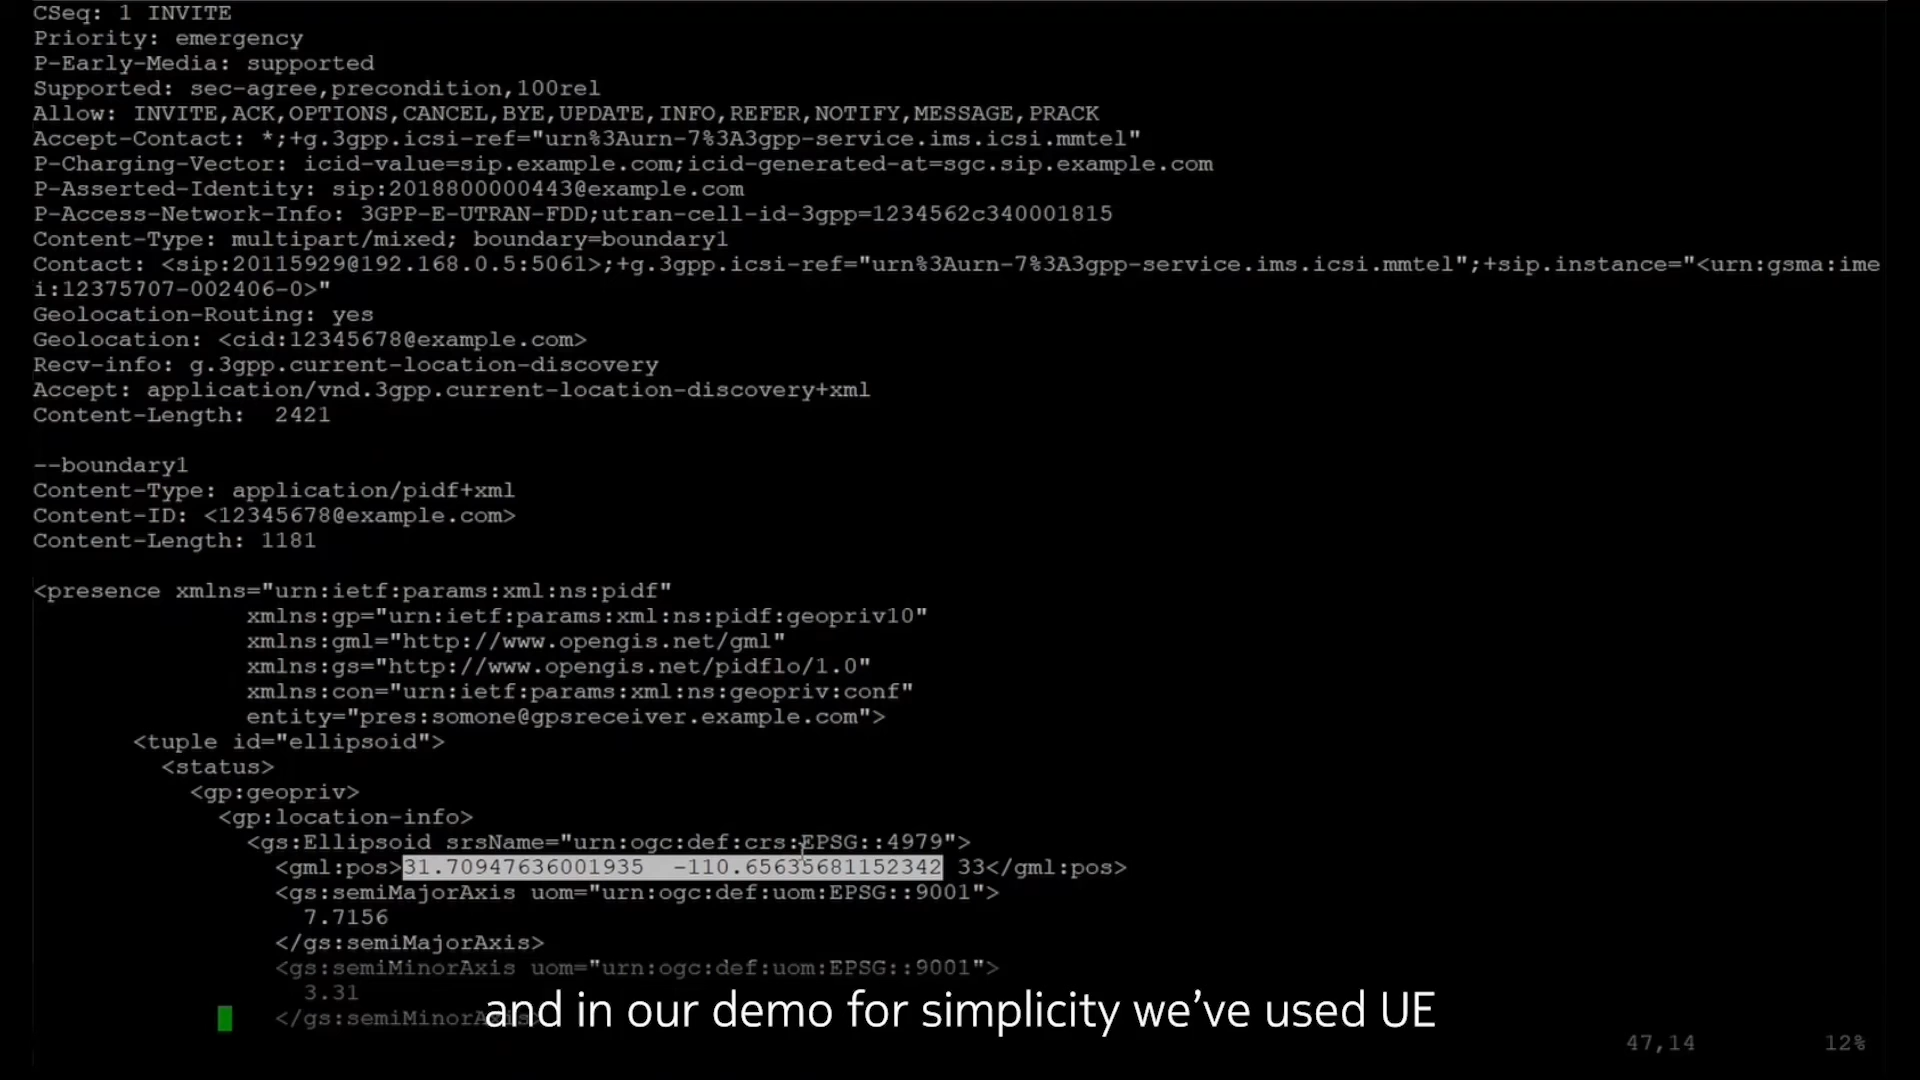 CSeq: 1 INVITE
Priority: emergency
P-Early-Media: supported
Supported: sec-agree,precondition,100rel
Allow: INVITE,ACK,OPTIONS,CANCEL,BYE,UPDATE,INFO,REFER,NOTIFY,MESSAGE,PRACK
Accept-Contact: *;+g.3gpp.icsi-ref="urn%3Aurn-7%3A3gpp-service.ims.icsi.mmtel"
P-Charging-Vector: icid-value=sip.example.com;icid-generated-at=sgc.sip.example.com
P-Asserted-Identity: sip:2018800000443@example.com
P-Access-Network-Info: 3GPP-E-UTRAN-FDD;utran-cell-id-3gpp=1234562c340001815
Content-Type: multipart/mixed; boundary=boundary1
Contact: <sip:20115929@192.168.0.5:5061>;+g.3gpp.icsi-ref="urn%3Aurn-7%3A3gpp-service.ims.icsi.mmtel";+sip.instance="<urn:gsma:ime
i:12375707-002406-0>"
Geolocation-Routing: yes
Geolocation: <cid:12345678@example.com>
Recv-info: g.3gpp.current-location-discovery
Accept: application/vnd.3gpp.current-location-discovery+xml
Content-Length:  2421
--boundary1
Content-Type: application/pidf+xml
Content-ID: <12345678@example.com>
Content-Length: 1181
<presence xmlns="urn:ietf:params:xml:ns:pidf"
xmlns:gp="urn:ietf:params:xml:ns:pidf:geopriv10"
xmlns:gml="http://www.opengis.net/gml"
xmlns:gs="http://www.opengis.net/pidflo/1.0"
xmlns:con="urn:ietf:params:xml:ns:geopriv:conf"
entity="pres:somone@gpsreceiver.example.com">
<tuple id="ellipsoid">
<status>
<gp:geopriv>
<gp:location-info>
<gs:Ellipsoid srsName="urn:ogc:def:crs:EPSG::4979">
<gml:pos>31.70947636001935  -110.65635681152342 33</gml:pos>
<gs:semiMajorAxis uom="urn:ogc:def:uom:EPSG::9001">
7.7156
</gs:semiMajorAxis>
<gs:semiMinorAxis uom="urn:ogc:def:uom:EPSG::9001">
3.31
</gs:semiMinorA
and in our demo for simplicity we've used UE
47,14 12%